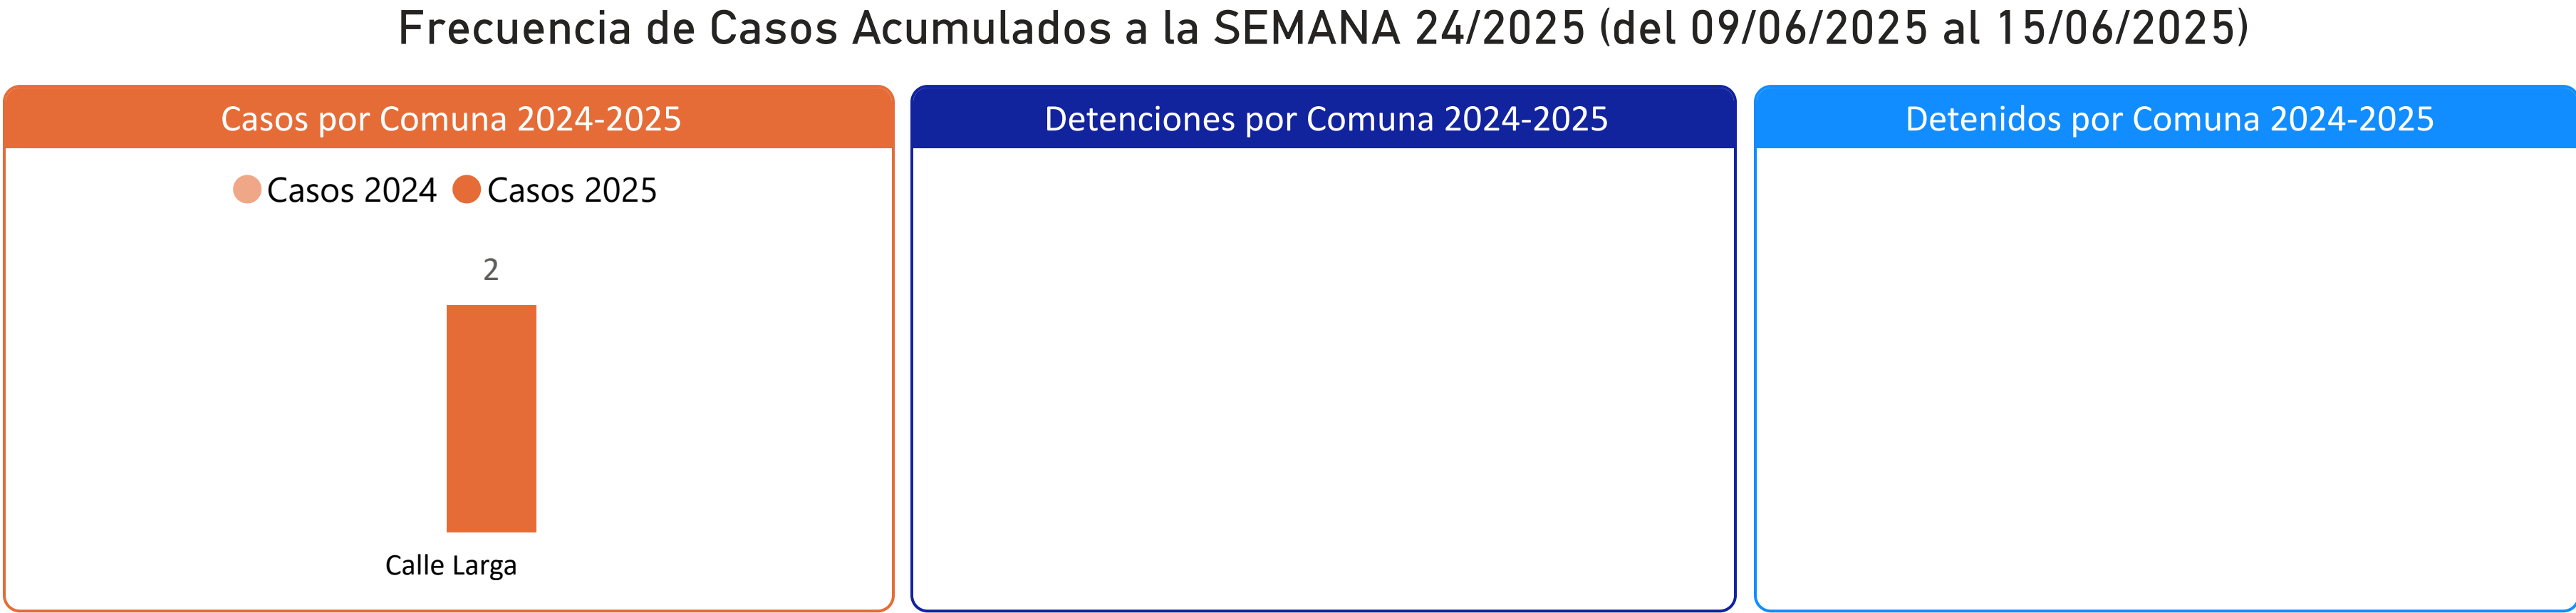 Frecuencia de Casos Acumulados a la SEMANA 24/2025 (del 09/06/2025 al 15/06/2025)
Casos por Comuna 2024-2025
Casos 2024 Casos 2025
2
Calle Larga
Detenciones por Comuna 2024-2025
Detenidos por Comuna 2024-2025